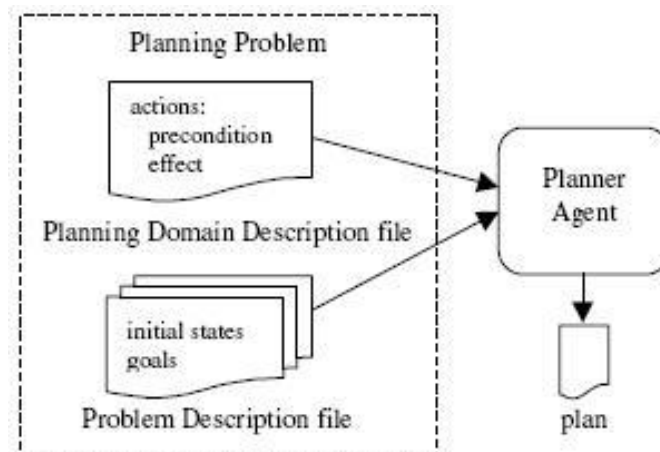 Planning Problem
actions:
precondition
effect
Planning Domain Description file
initial states
goals
Problem Description file
Planner
Agent
plan